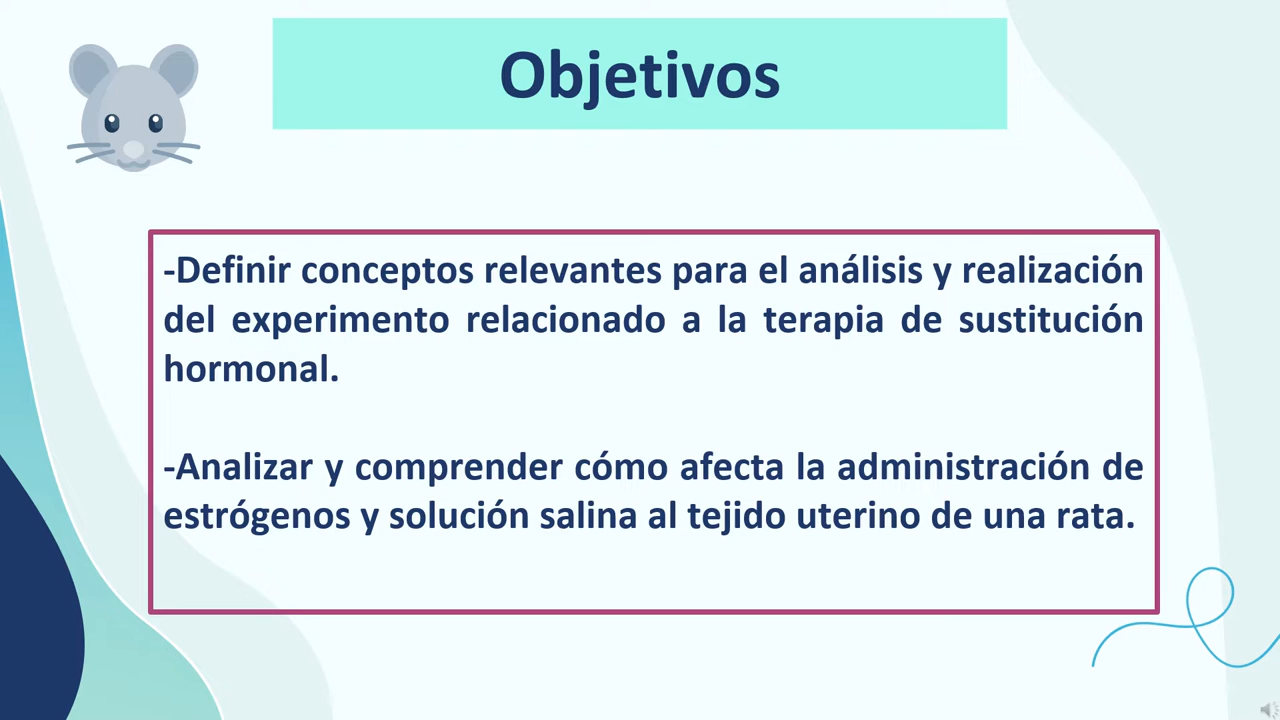 Objetivos
-Definir conceptos relevantes para el análisis y realización
del experimento relacionado a la terapia de sustitución
hormonal.
-Analizar y comprender cómo afecta la administración de
estrógenos y solución salina al tejido uterino de una rata.